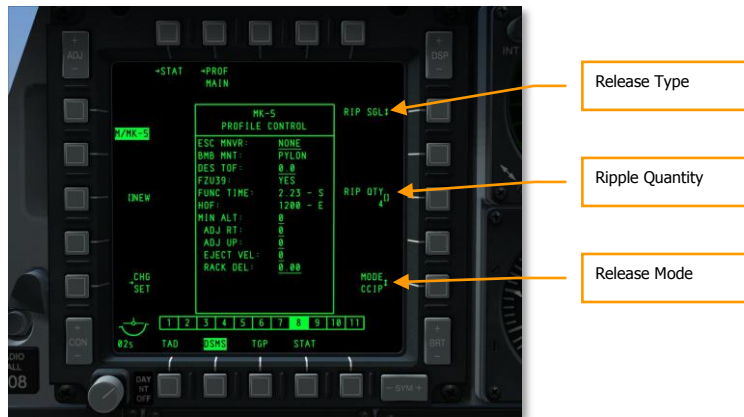 ADJ
DSP
INT
→STAT →PROF MAIN
MK-5
PROFILE CONTROL
RIP SGL↕
Release Type
M/MK-5
ESC MNVR: NONE
BMB MNT: PYLON
DES TOF: 0.0
FZU39: YES
FUNC TIME: 2.23 - S
HOF: 1200 - E
MIN ALT: 0
ADJ RT: 0
ADJ UP: 0
EJECT VEL: 0
RACK DEL: 0.00
[]NEW
RIP QTY
4[]
Ripple Quantity
→CHG
SET
MODE
CCIP↕
Release Mode
1 2 3 4 5 6 7 8 9 10 11
CON
BRT
02s TAD DSMS TGP STAT
08
DAY
NT
OFF
- SYM +